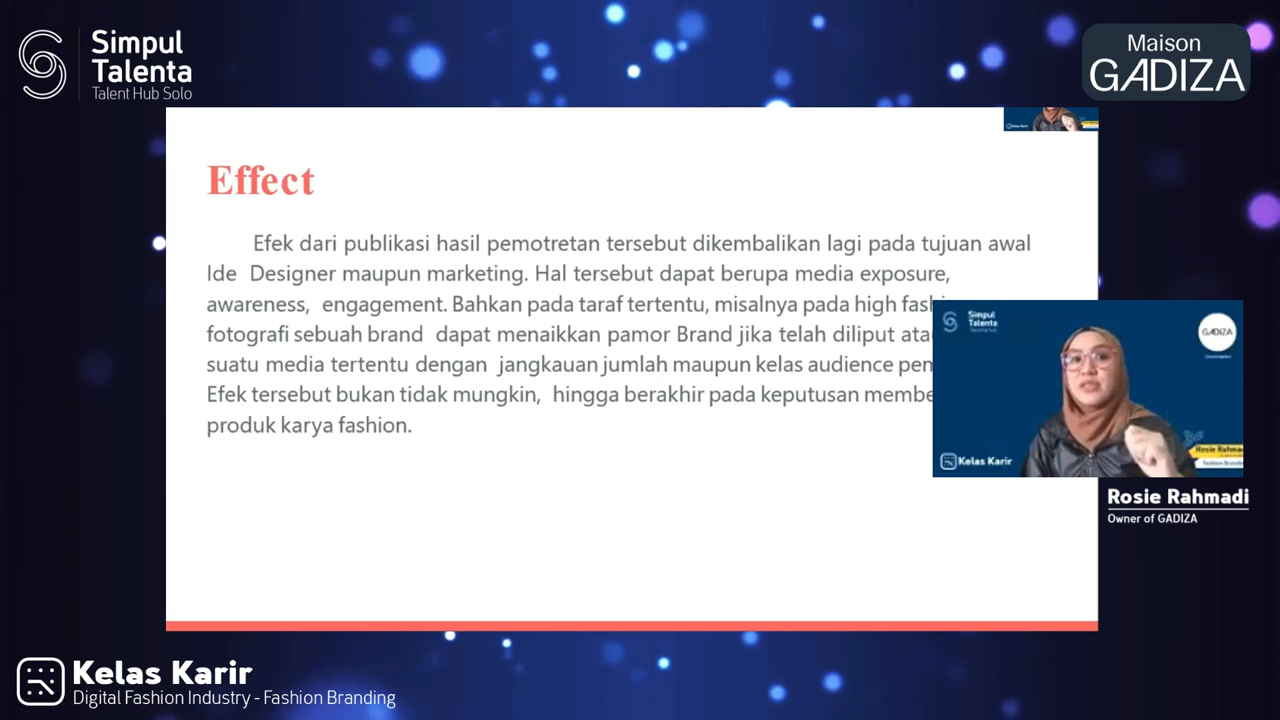 Simpul
Talenta
Talent Hub Solo
Maison
GADIZA
Effect
Efek dari publikasi hasil pemotretan tersebut dikembalikan lagi pada tujuan awal
Ide Designer maupun marketing. Hal tersebut dapat berupa media exposure,
awareness, engagement. Bahkan pada taraf tertentu, misalnya pada high
fotografi sebuah brand dapat menaikkan pamor Brand jika telah diliput
suatu media tertentu dengan jangkauan jumlah maupun kelas audience
Efek tersebut bukan tidak mungkin, hingga berakhir pada keputusan
produk karya fashion.
Simpul
Talenta
GADIZA
Kelas Karir
Rosie
Fashion
Rosie Rahmadi
Owner of GADIZA
Kelas Karir
Digital Fashion Industry - Fashion Branding